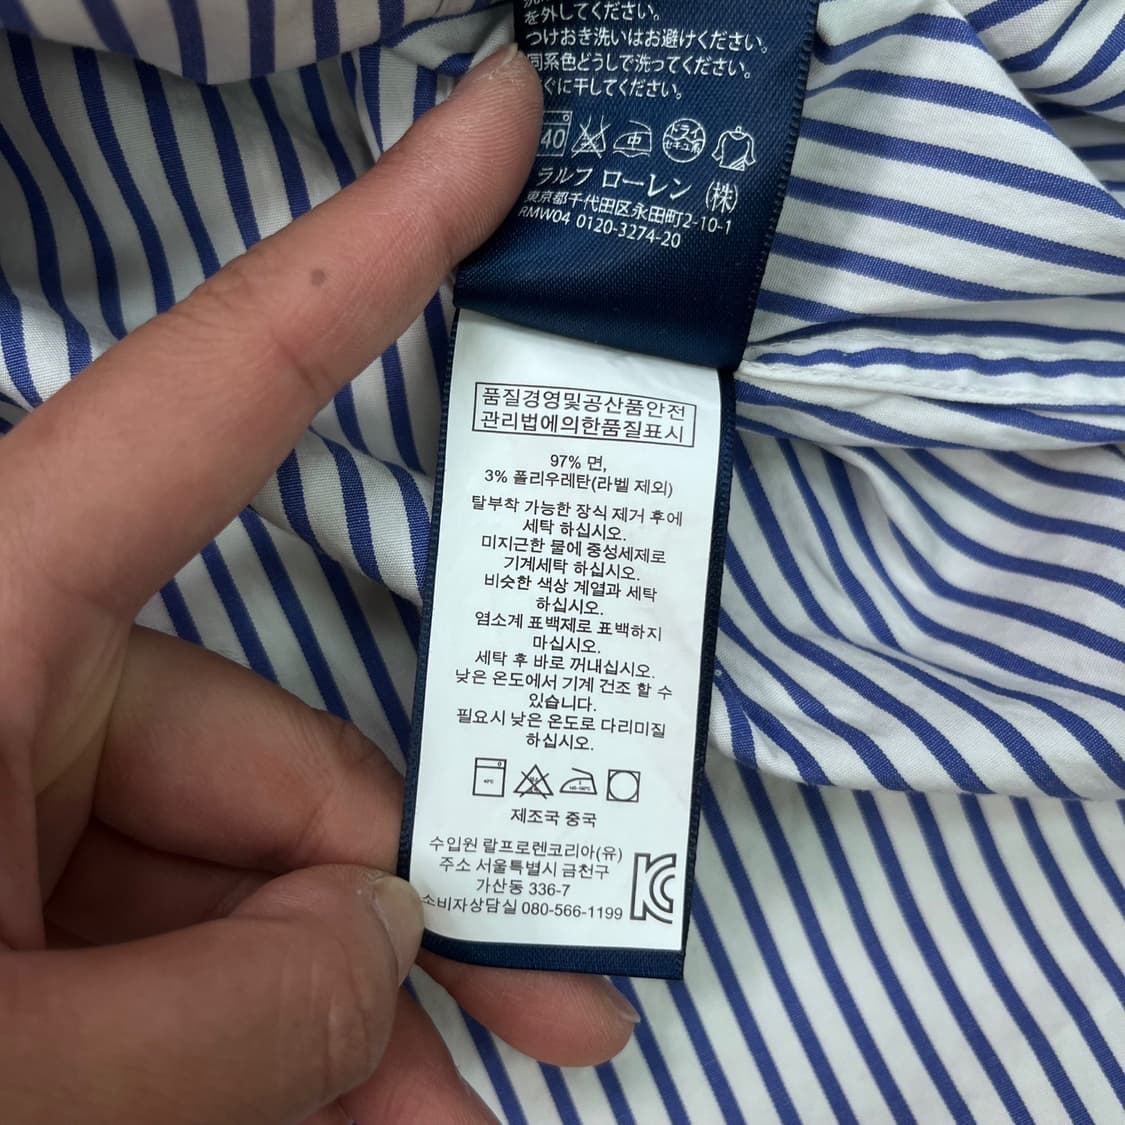 を外してください。
つけおき洗いはお避けください。
同系色どうしで洗ってください。
ぐに干してください。
40
中
ドライ
セキユ系
ラルフ ローレン (株)
東京都千代田区永田町2-10-1
RMW04 0120-3274-20
품질경영및공산품안전
관리법에의한품질표시
97% 면,
3% 폴리우레탄(라벨 제외)
탈부착 가능한 장식 제거 후에
세탁 하십시오.
미지근한 물에 중성세제로
기계세탁 하십시오.
비슷한 색상 계열과 세탁
하십시오.
염소계 표백제로 표백하지
마십시오.
세탁 후 바로 꺼내십시오.
낮은 온도에서 기계 건조 할 수
있습니다.
필요시 낮은 온도로 다리미질
하십시오.
제조국 중국
수입원 랄프로렌코리아(유)
주소 서울특별시 금천구
가산동 336-7
소비자상담실 080-566-1199